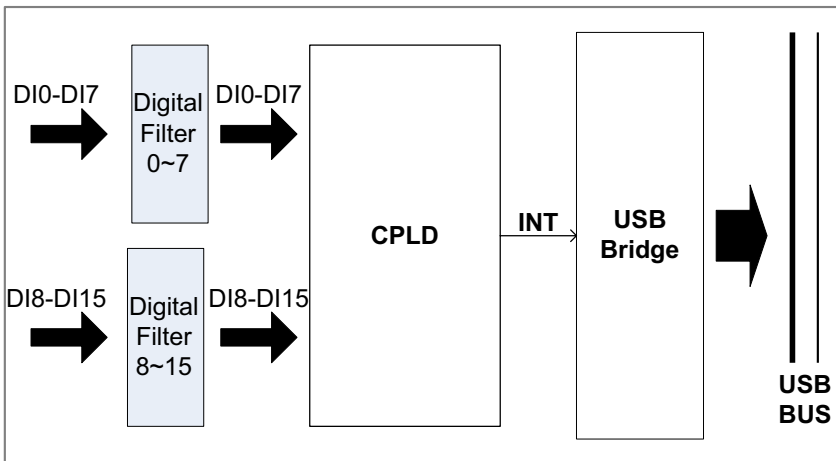 DI0-DI7
Digital
Filter
0~7
DI0-DI7
DI8-DI15
Digital
Filter
8~15
DI8-DI15
CPLD
INT
USB
Bridge
USB
BUS